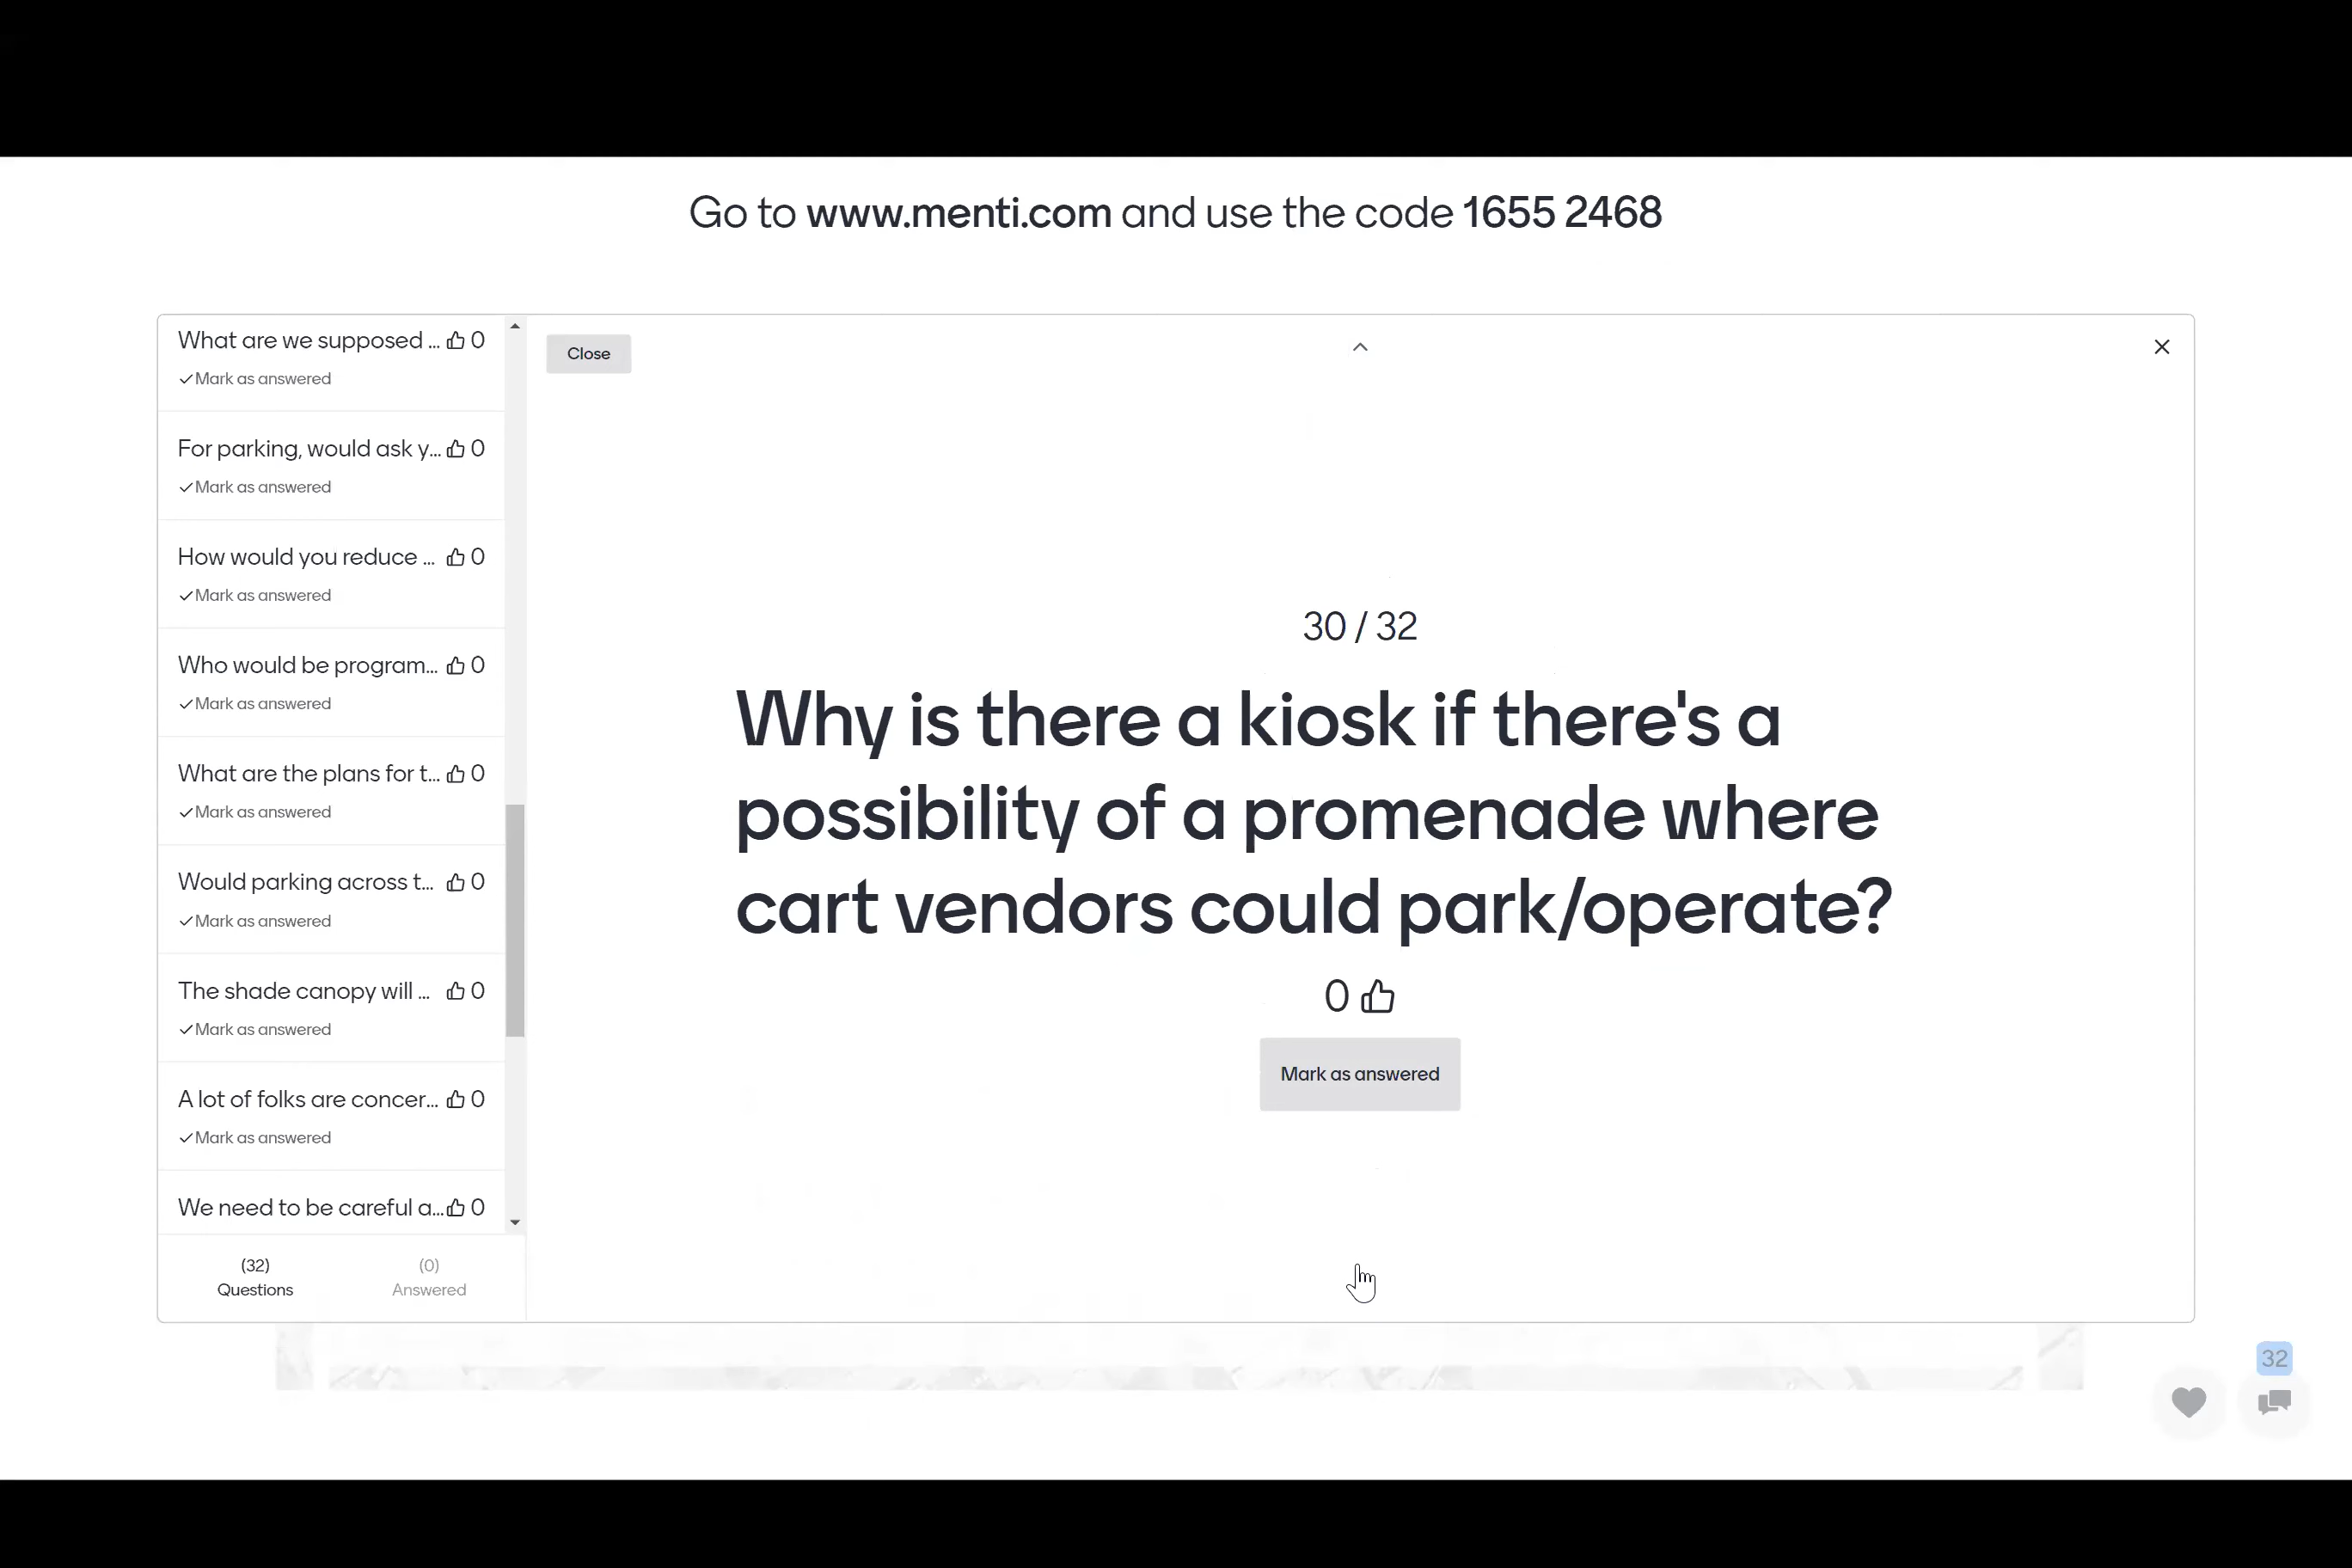 Go to www.menti.com and use the code 1655 2468
What are we supposed ... 0
Mark as answered
For parking, would ask y... 0
Mark as answered
How would you reduce ... 0
Mark as answered
Who would be program... 0
Mark as answered
What are the plans for t... 0
Mark as answered
Would parking across t... 0
Mark as answered
The shade canopy will ... 0
Mark as answered
A lot of folks are concer... 0
Mark as answered
We need to be careful a... 0
(32)
Questions
(0)
Answered
Close
30 / 32
Why is there a kiosk if there's a
possibility of a promenade where
cart vendors could park/operate?
0
Mark as answered
32